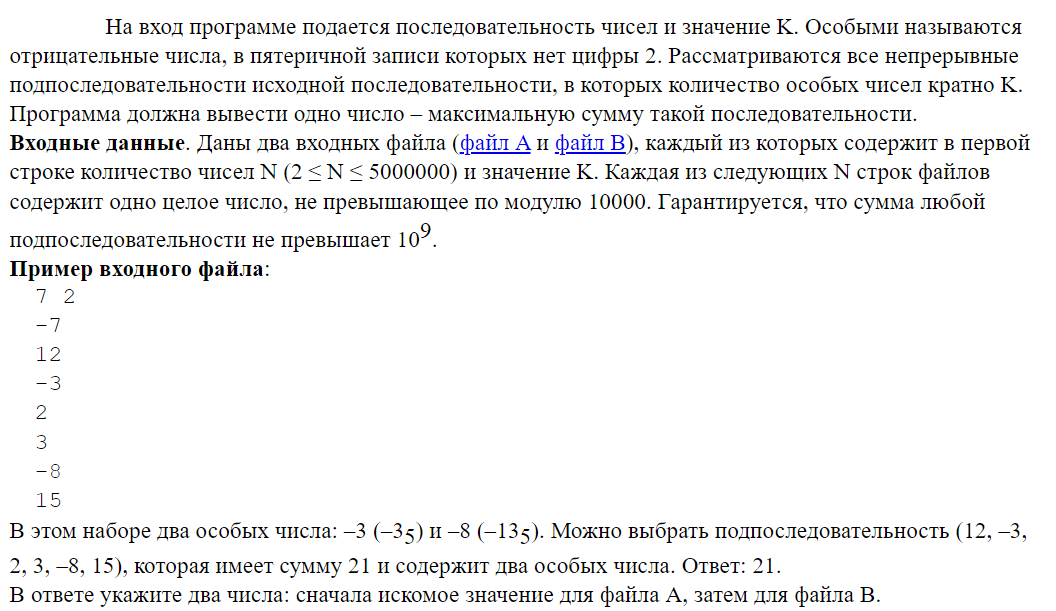 На вход программе подается последовательность чисел и значение K. Особыми называются
отрицательные числа, в пятеричной записи которых нет цифры 2. Рассматриваются все непрерывные
подпоследовательности исходной последовательности, в которых количество особых чисел кратно K.
Программа должна вывести одно число – максимальную сумму такой последовательности.
Входные данные. Даны два входных файла (файл A и файл B), каждый из которых содержит в первой
строке количество чисел N (2 ≤ N ≤ 5000000) и значение K. Каждая из следующих N строк файлов
содержит одно целое число, не превышающее по модулю 10000. Гарантируется, что сумма любой
подпоследовательности не превышает 10⁹.
Пример входного файла:
7 2
-7
12
-3
2
3
-8
15
В этом наборе два особых числа: –3 (–3₅) и –8 (–13₅). Можно выбрать подпоследовательность (12, –3,
2, 3, –8, 15), которая имеет сумму 21 и содержит два особых числа. Ответ: 21.
В ответе укажите два числа: сначала искомое значение для файла А, затем для файла B.